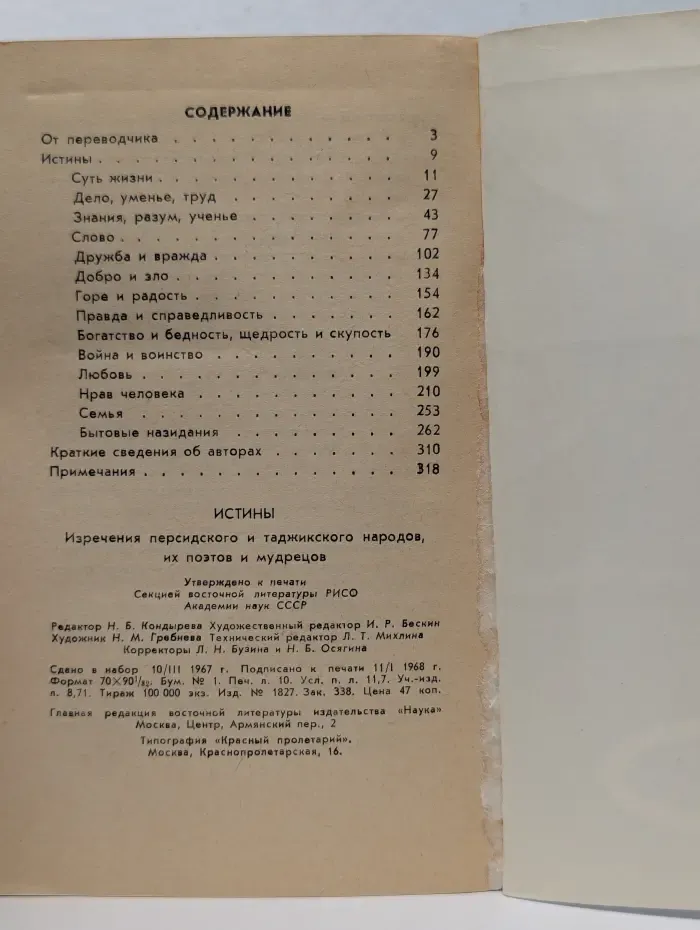 СОДЕРЖАНИЕ
От переводчика . . . . . . . . . . . . 3
Истины . . . . . . . . . . . . . . . 9
Суть жизни . . . . . . . . . . . . . 11
Дело, уменье, труд . . . . . . . . . . 27
Знания, разум, ученье . . . . . . . . 43
Слово . . . . . . . . . . . . . . . 77
Дружба и вражда . . . . . . . . . . 102
Добро и зло . . . . . . . . . . . . 134
Горе и радость . . . . . . . . . . . 154
Правда и справедливость . . . . . . . 162
Богатство и бедность, щедрость и скупость 176
Война и воинство . . . . . . . . . . 190
Любовь . . . . . . . . . . . . . . 199
Нрав человека . . . . . . . . . . . 210
Семья . . . . . . . . . . . . . . 253
Бытовые назидания . . . . . . . . . 262
Краткие сведения об авторах . . . . . . . 310
Примечания . . . . . . . . . . . . . 318
ИСТИНЫ
Изречения персидского и таджикского народов,
их поэтов и мудрецов
Утверждено к печати
Секцией восточной литературы РИСО
Академии наук СССР
Редактор Н. Б. Кондырева Художественный редактор И. Р. Бескин
Художник Н. М. Гребнева Технический редактор Л. Т. Михлина
Корректоры Л. Н. Бузина и Н. Б. Осягина
Сдано в набор 10/III 1967 г. Подписано к печати 11/I 1968 г.
Формат 70×90¹/₃₂. Бум. № 1. Печ. л. 10. Усл. п. л. 11,7. Уч.-изд.
л. 8,71. Тираж 100 000 экз. Изд. № 1827. Зак. 338. Цена 47 коп.
Главная редакция восточной литературы издательства «Наука»
Москва, Центр, Армянский пер., 2
Типография «Красный пролетарий».
Москва, Краснопролетарская, 16.